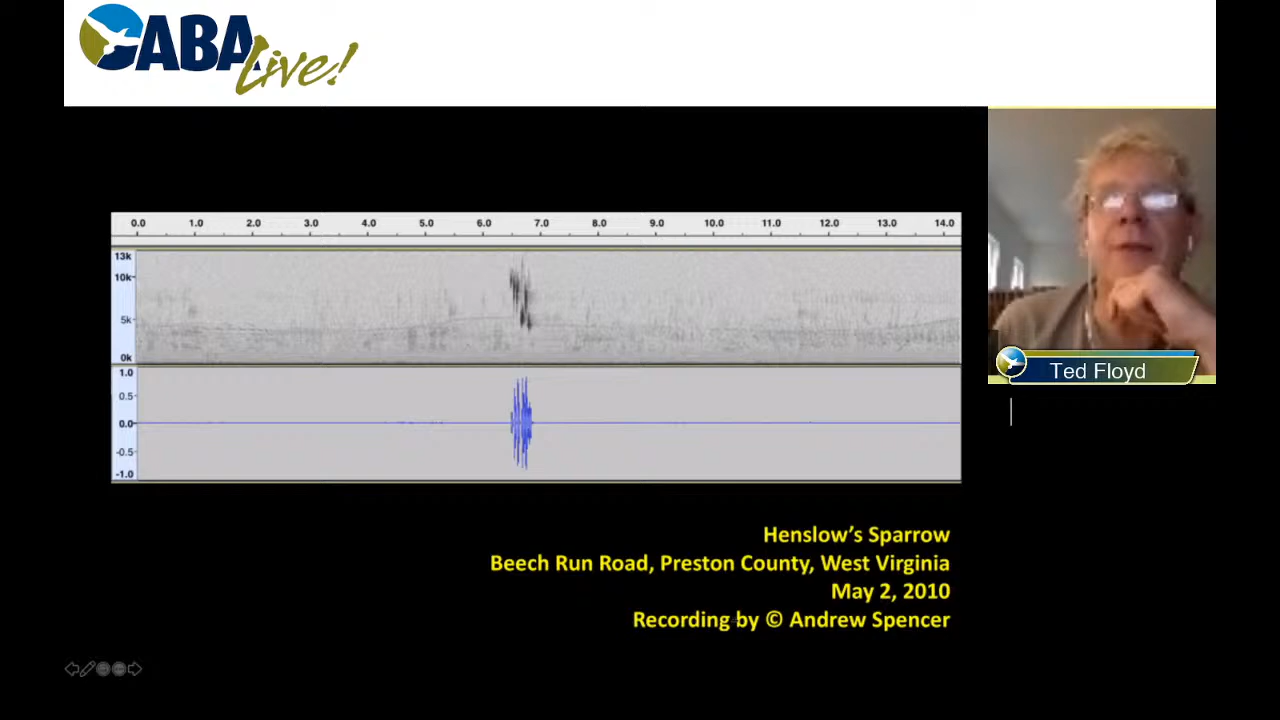 ABA
Live!
0.0 1.0 2.0 3.0 4.0 5.0 6.0 7.0 8.0 9.0 10.0 11.0 12.0 13.0 14.0
13k
10k
5k
0k
1.0
0.5
0.0
-0.5
-1.0
Ted Floyd
Henslow's Sparrow
Beech Run Road, Preston County, West Virginia
May 2, 2010
Recording by © Andrew Spencer